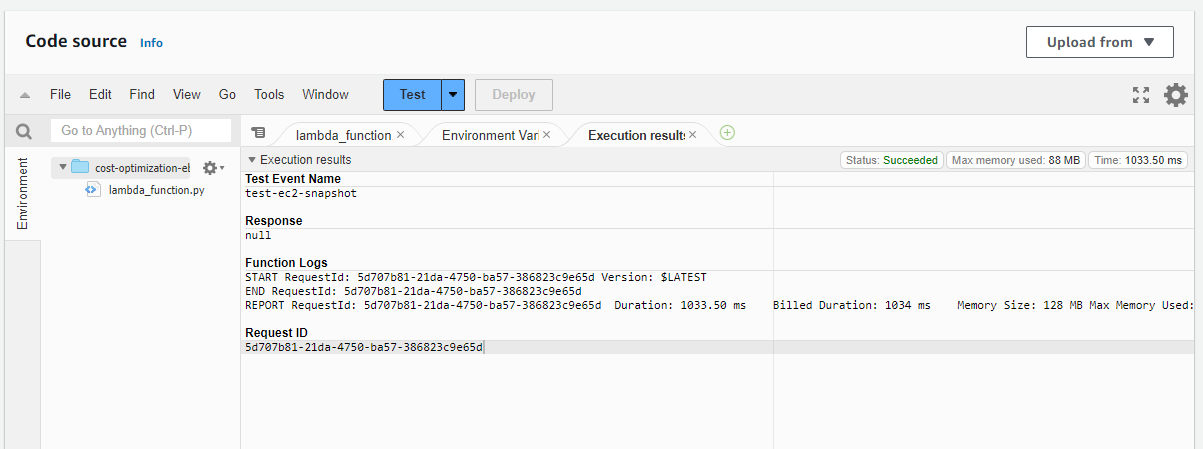 Code source Info
Upload from
File Edit Find View Go Tools Window Test Deploy
Go to Anything (Ctrl-P)
lambda_function
Environment Vari
Execution results
Environment
cost-optimization-eb
lambda_function.py
Execution results
Status: Succeeded
Max memory used: 88 MB
Time: 1033.50 ms
Test Event Name
test-ec2-snapshot
Response
null
Function Logs
START RequestId: 5d707b81-21da-4750-ba57-386823c9e65d Version: $LATEST
END RequestId: 5d707b81-21da-4750-ba57-386823c9e65d
REPORT RequestId: 5d707b81-21da-4750-ba57-386823c9e65d Duration: 1033.50 ms Billed Duration: 1034 ms Memory Size: 128 MB Max Memory Used:
Request ID
5d707b81-21da-4750-ba57-386823c9e65d